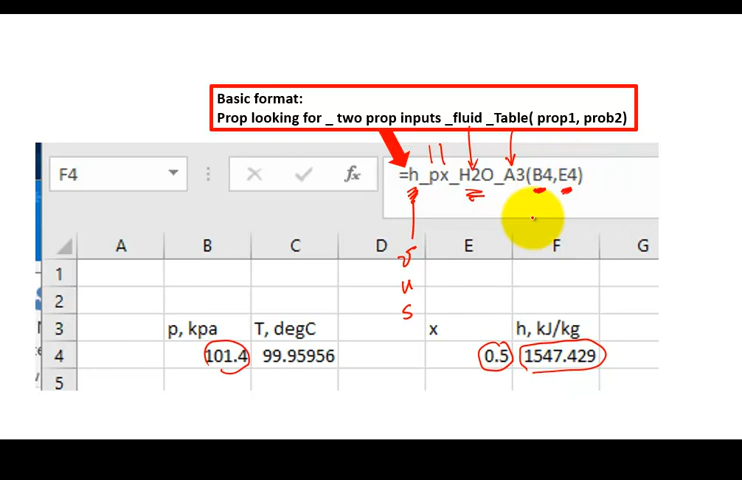 Basic format:
Prop looking for _ two prop inputs _fluid _Table( prop1, prob2)
F4 fx =h_px_H2O_A3(B4,E4)
v
u
s
A B C D E F G
1
2
3 p, kpa T, degC x h, kJ/kg
4 101.4 99.95956 0.5 1547.429
5